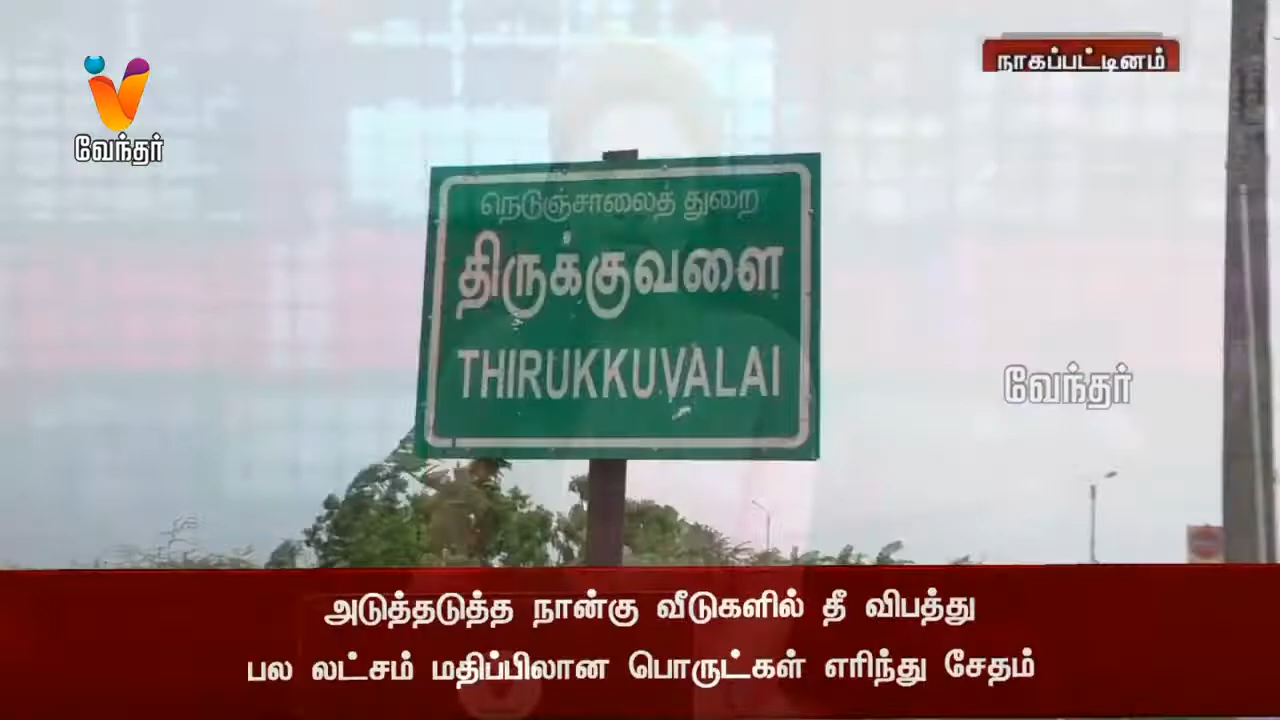 வேந்தர்
நாகப்பட்டினம்
நெடுஞ்சாலைத் துறை
திருக்குவளை
THIRUKKUVALAI
வேந்தர்
அடுத்தடுத்த நான்கு வீடுகளில் தீ விபத்து
பல லட்சம் மதிப்பிலான பொருட்கள் எரிந்து சேதம்